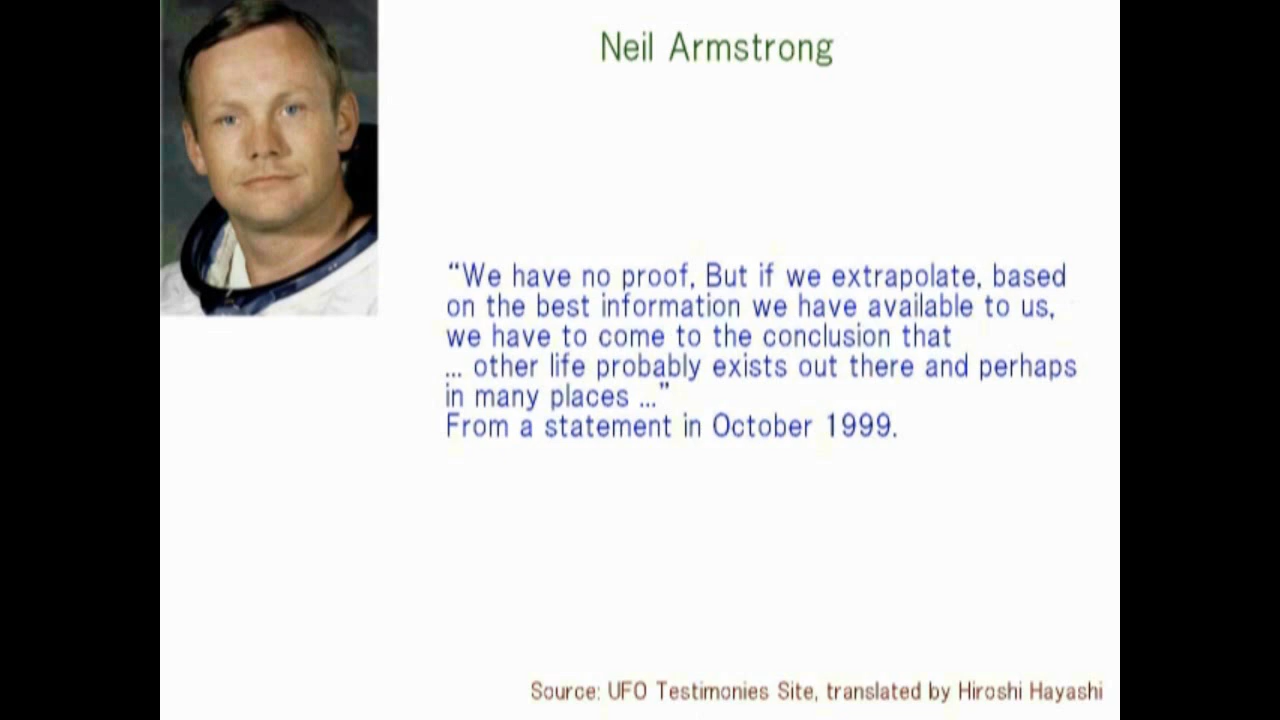 Neil Armstrong
“We have no proof, But if we extrapolate, based
on the best information we have available to us,
we have to come to the conclusion that
... other life probably exists out there and perhaps
in many places ...”
From a statement in October 1999.
Source: UFO Testimonies Site, translated by Hiroshi Hayashi